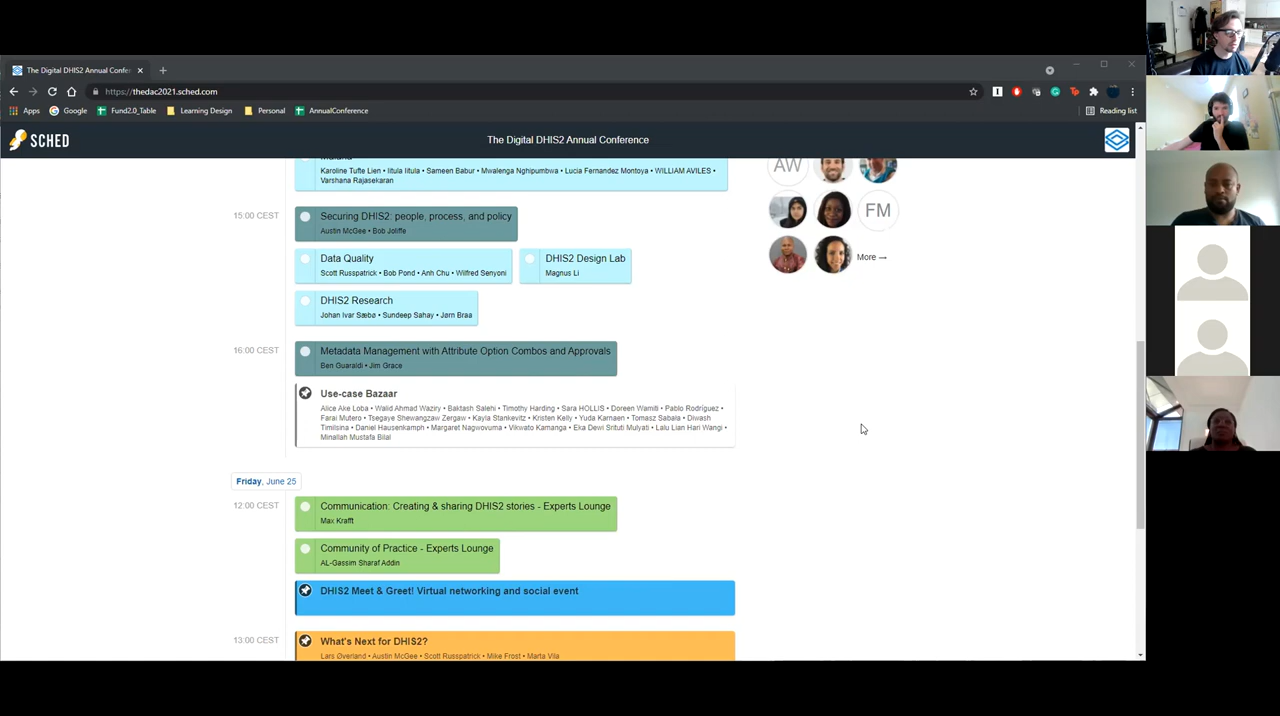 The Digital DHIS2 Annual Confe
https://thedac2021.sched.com
Apps
Google
Fund2.0_Table
Learning Design
Personal
AnnualConference
Reading list
SCHED
The Digital DHIS2 Annual Conference
Karoline Tufte Lien • Iitula Iitula • Sameen Babur • Mwalenga Nghipumbwa • Lucia Fernandez Montoya • WILLIAM AVILES •
Varshana Rajasekaran
AW
FM
More →
15:00 CEST
Securing DHIS2: people, process, and policy
Austin McGee • Bob Joliffe
Data Quality
Scott Russpatrick • Bob Pond • Anh Chu • Wilfred Senyoni
DHIS2 Design Lab
Magnus Li
DHIS2 Research
Johan Ivar Sæbø • Sundeep Sahay • Jørn Braa
16:00 CEST
Metadata Management with Attribute Option Combos and Approvals
Ben Guaraldi • Jim Grace
Use-case Bazaar
Alice Ake Loba • Walid Ahmad Waziry • Baktash Salehi • Timothy Harding • Sara HOLLIS • Doreen Wamiti • Pablo Rodríguez •
Farai Mutero • Tsegaye Shewangzaw Zergaw • Kayla Stankevitz • Kristen Kelly • Yuda Karnaen • Tomasz Sabala • Diwash
Timilsina • Daniel Hausenkamph • Margaret Nagwovuma • Vikwato Kamanga • Eka Dewi Srituti Mulyati • Lalu Lian Hari Wangi •
Minallah Mustafa Bilal
Friday, June 25
12:00 CEST
Communication: Creating & sharing DHIS2 stories - Experts Lounge
Max Krafft
Community of Practice - Experts Lounge
AL-Gassim Sharaf Addin
DHIS2 Meet & Greet! Virtual networking and social event
13:00 CEST
What's Next for DHIS2?
Lars Øverland • Austin McGee • Scott Russpatrick • Mike Frost • Marta Vila